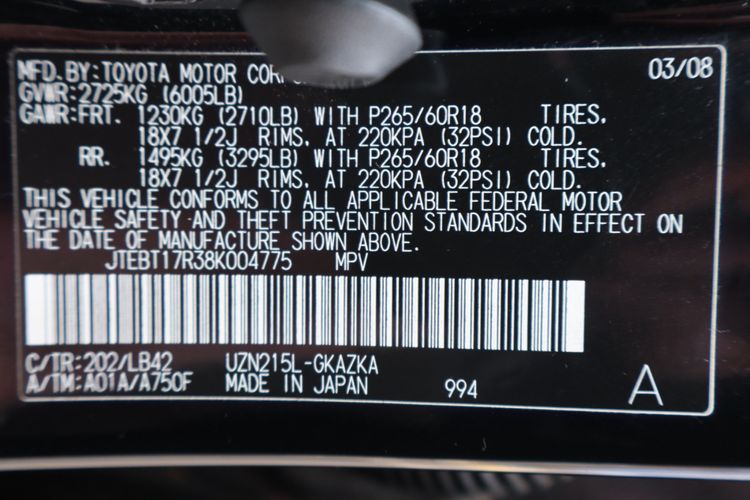 MFD. BY: TOYOTA MOTOR 03/08
GVWR: 2725KG (6005LB)
GAWR: FRT. 1230KG (2710LB) WITH P265/60R18 TIRES,
18X7 1/2J RIMS, AT 220KPA (32PSI) COLD.
RR. 1495KG (3295LB) WITH P265/60R18 TIRES,
18X7 1/2J RIMS, AT 220KPA (32PSI) COLD.
THIS VEHICLE CONFORMS TO ALL APPLICABLE FEDERAL MOTOR
VEHICLE SAFETY AND THEFT PREVENTION STANDARDS IN EFFECT ON
THE DATE OF MANUFACTURE SHOWN ABOVE.
JTEBT17R38K004775 MPV
C/TR: 202/LB42 UZN215L-GKAZKA
A/TM: A01A/A750F MADE IN JAPAN 994 A